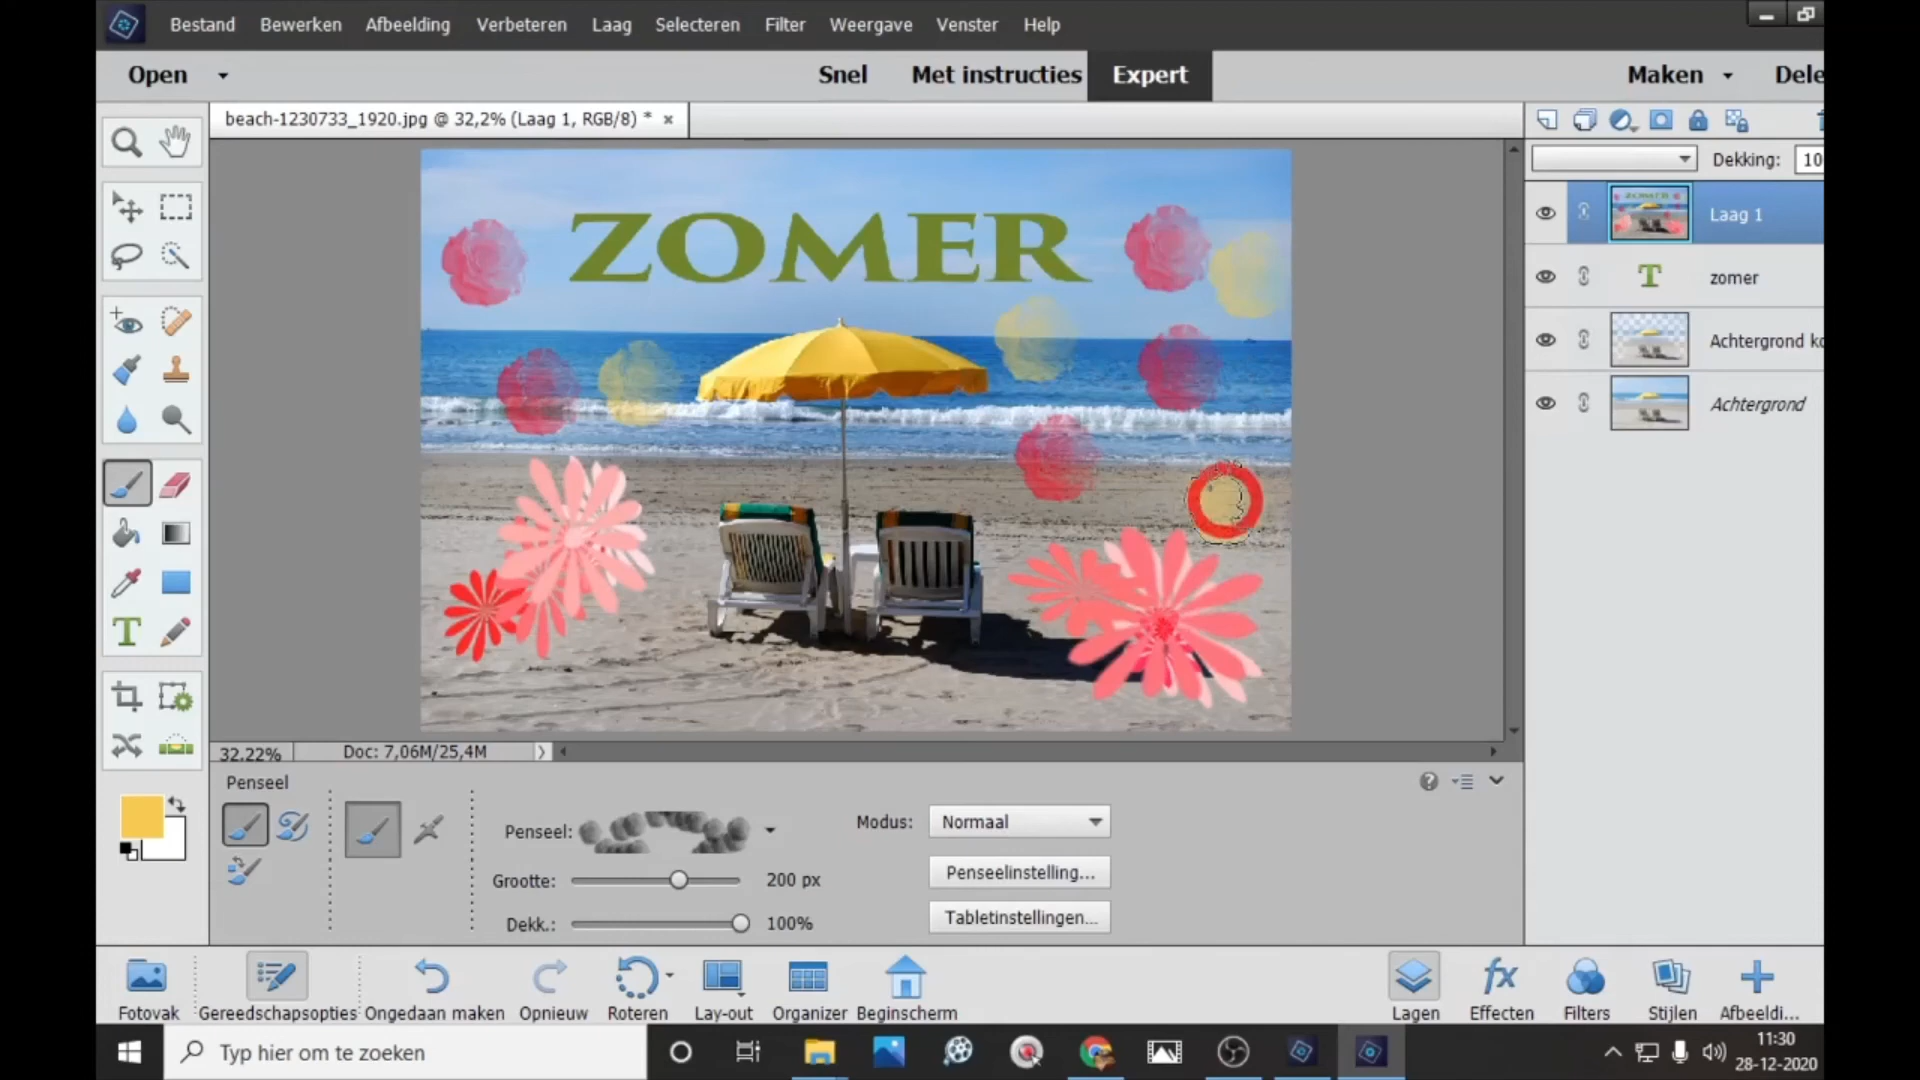 Bestand Bewerken Afbeelding Verbeteren Laag Selecteren Filter Weergave Venster Help
Open Snel Met instructies Expert Maken Dele
beach-1230733_1920.jpg @ 32,2% (Laag 1, RGB/8) * ×
Dekking: 10
ZOMER
Laag 1
T zomer
Achtergrond ko
Achtergrond
32.22% Doc: 7,06M/25,4M
Penseel
Penseel:
Modus: Normaal
Grootte: 200 px
Penseelinstelling...
Dekk.: 100%
Tabletinstellingen...
Fotovak Gereedschapsopties Ongedaan maken Opnieuw Roteren Lay-out Organizer Beginscherm Lagen Effecten Filters Stijlen Afbeeldi...
Typ hier om te zoeken
11:30
28-12-2020